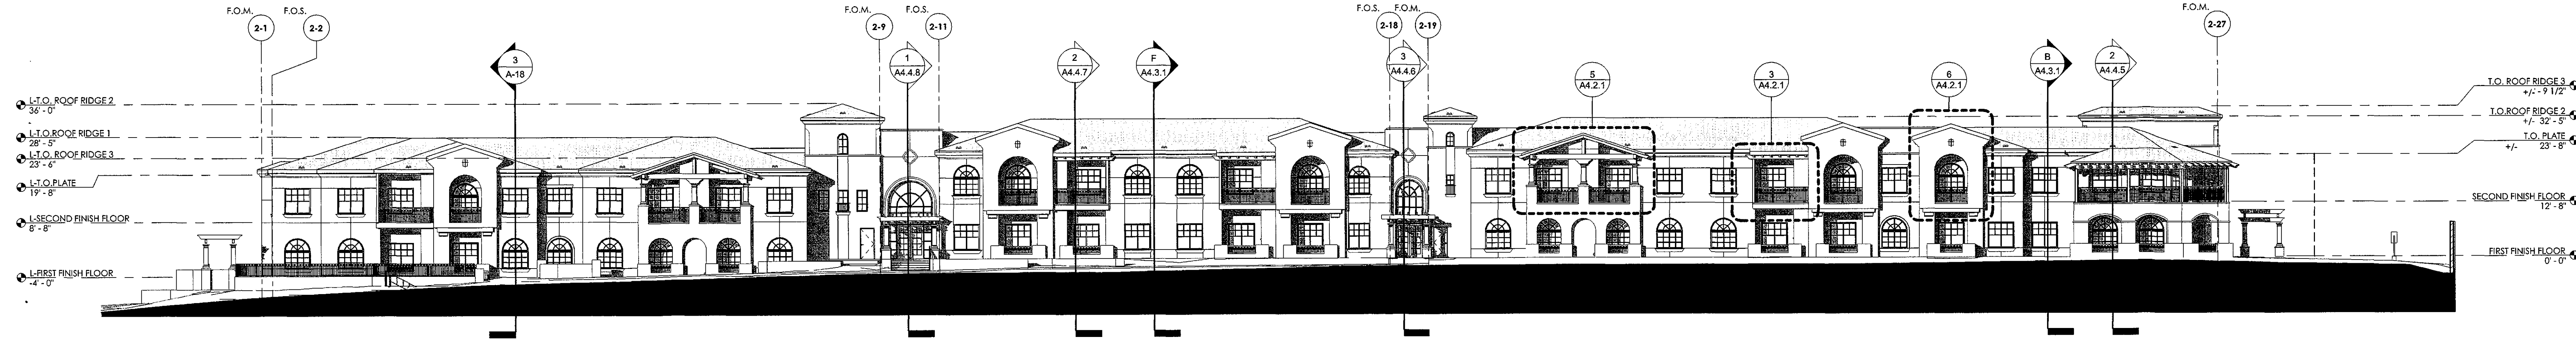 F.O.M.
F.O.S.
F.O.M.
F.O.S.
F.O.S.
F.O.M.
F.O.M.
2-1
2-2
2-9
2-11
2-18
2-19
2-27
3
A-18
1
A4.4.8
2
A4.4.7
F
A4.3.1
3
A4.4.6
5
A4.2.1
3
A4.2.1
6
A4.2.1
B
A4.3.1
2
A4.4.5
L-T.O. ROOF RIDGE 2
36' - 0"
L-T.O.ROOF RIDGE 1
28' - 5"
L-T.O. ROOF RIDGE 3
23' - 6"
L-T.O.PLATE
19' - 8"
L-SECOND FINISH FLOOR
8' - 8"
L-FIRST FINISH FLOOR
-4' - 0"
T.O. ROOF RIDGE 3
+/- - 9 1/2"
T.O.ROOF RIDGE 2
+/- 32' - 5"
T.O. PLATE
+/- 23' - 8"
SECOND FINISH FLOOR
12' - 8"
FIRST FINISH FLOOR
0' - 0"